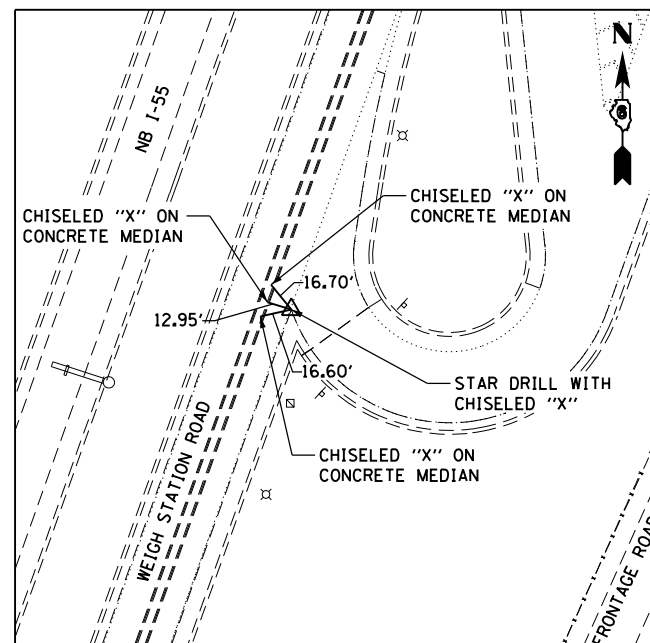 N
6
NB I-55
CHISELED "X" ON
CONCRETE MEDIAN
CHISELED "X" ON
CONCRETE MEDIAN
16.70'
12.95'
16.60'
STAR DRILL WITH
CHISELED "X"
CHISELED "X" ON
CONCRETE MEDIAN
WEIGH STATION ROAD
FRONTAGE ROAD